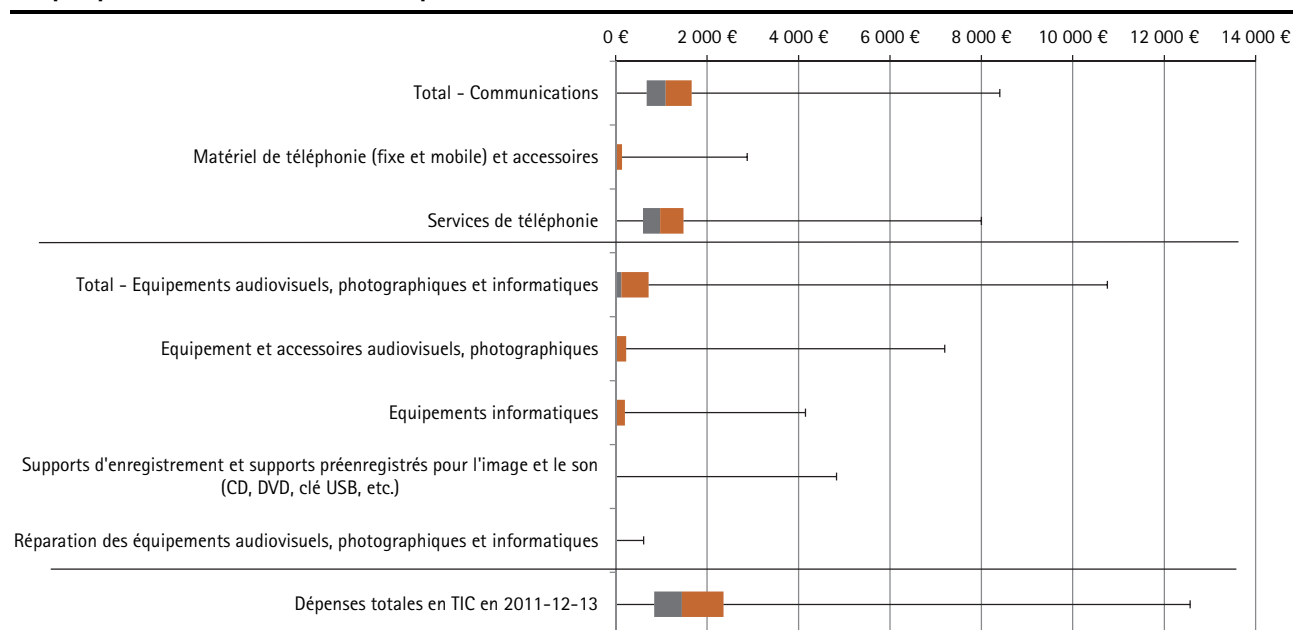 0 € 2 000 € 4 000 € 6 000 € 8 000 € 10 000 € 12 000 € 14 000 €
Total - Communications
Matériel de téléphonie (fixe et mobile) et accessoires
Services de téléphonie
Total - Equipements audiovisuels, photographiques et informatiques
Equipement et accessoires audiovisuels, photographiques
Equipements informatiques
Supports d'enregistrement et supports préenregistrés pour l'image et le son
(CD, DVD, clé USB, etc.)
Réparation des équipements audiovisuels, photographiques et informatiques
Dépenses totales en TIC en 2011-12-13